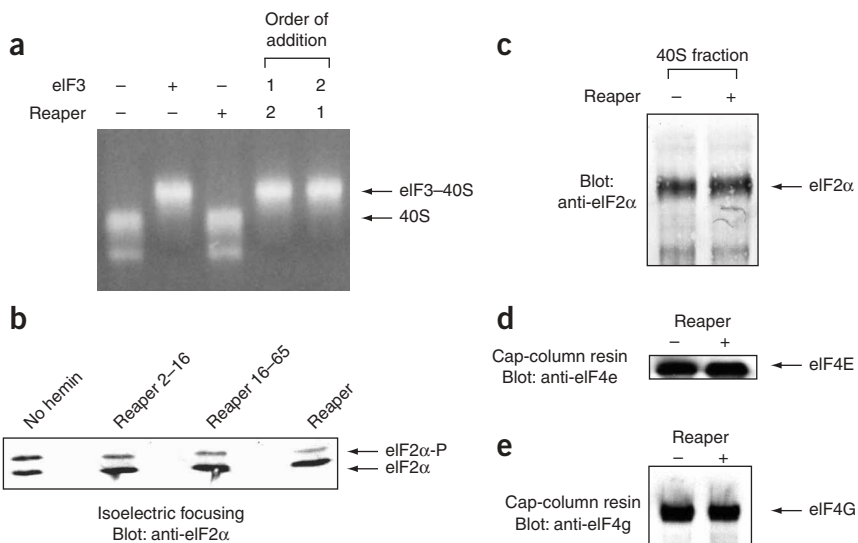 a
Order of
addition
eIF3 – + – 1 2
Reaper – – + 2 1
eIF3–40S
40S
b
No hemin
Reaper 2–16
Reaper 16–65
Reaper
eIF2α-P
eIF2α
Isoelectric focusing
Blot: anti-eIF2α
c
40S fraction
Reaper – +
Blot:
anti-eIF2α
eIF2α
d
Reaper
– +
Cap-column resin
Blot: anti-eIF4e
eIF4E
e
Reaper
– +
Cap-column resin
Blot: anti-eIF4g
eIF4G